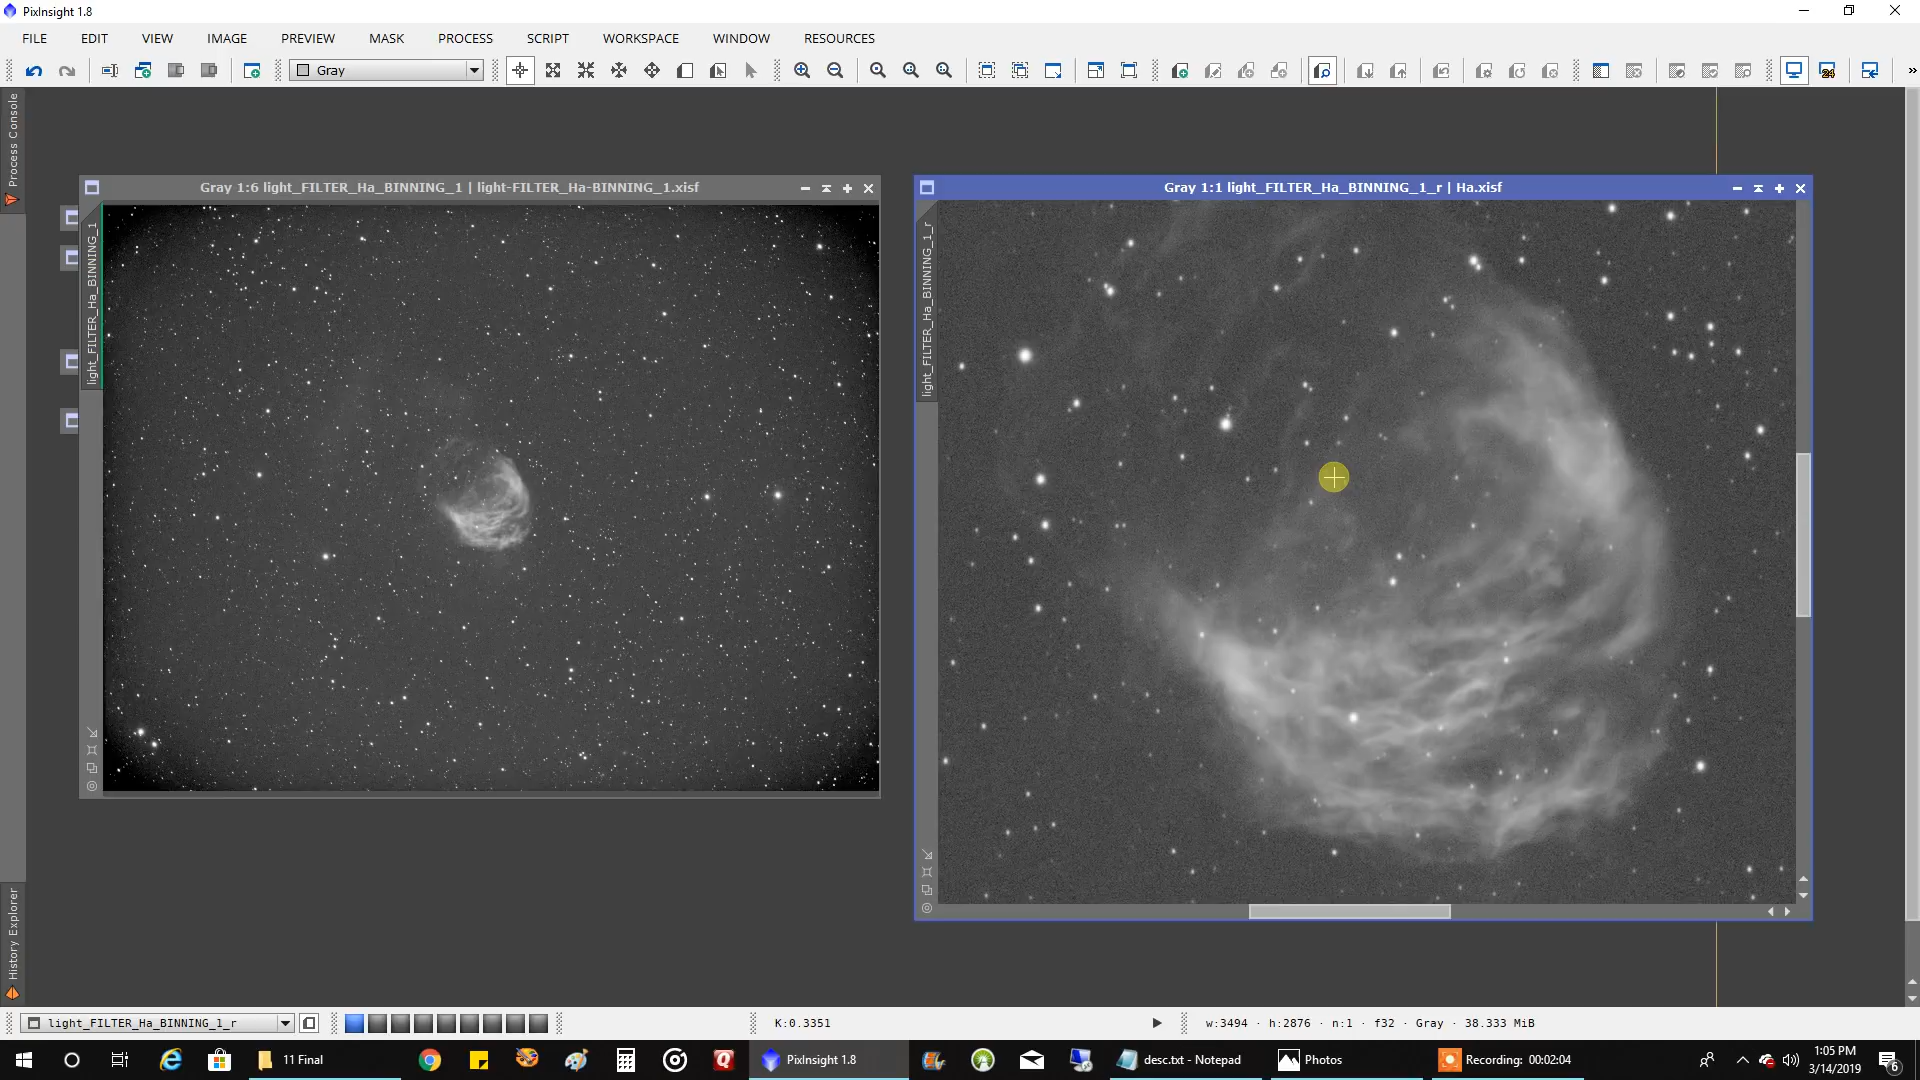 PixInsight 1.8
FILE EDIT VIEW IMAGE PREVIEW MASK PROCESS SCRIPT WORKSPACE WINDOW RESOURCES
Gray
24
»
Process Console
Gray 1:6 light_FILTER_Ha_BINNING_1 | light-FILTER_Ha-BINNING_1.xisf
light_FILTER_Ha_BINNING_1
Gray 1:1 light_FILTER_Ha_BINNING_1_r | Ha.xisf
light_FILTER_Ha_BINNING_1_r
History Explorer
light_FILTER_Ha_BINNING_1_r
K:0.3351
w:3494 · h:2876 · n:1 · f32 · Gray · 38.333 MiB
11 Final
PixInsight 1.8
desc.txt - Notepad
Photos
Recording: 00:02:04
1:05 PM
3/14/2019
6